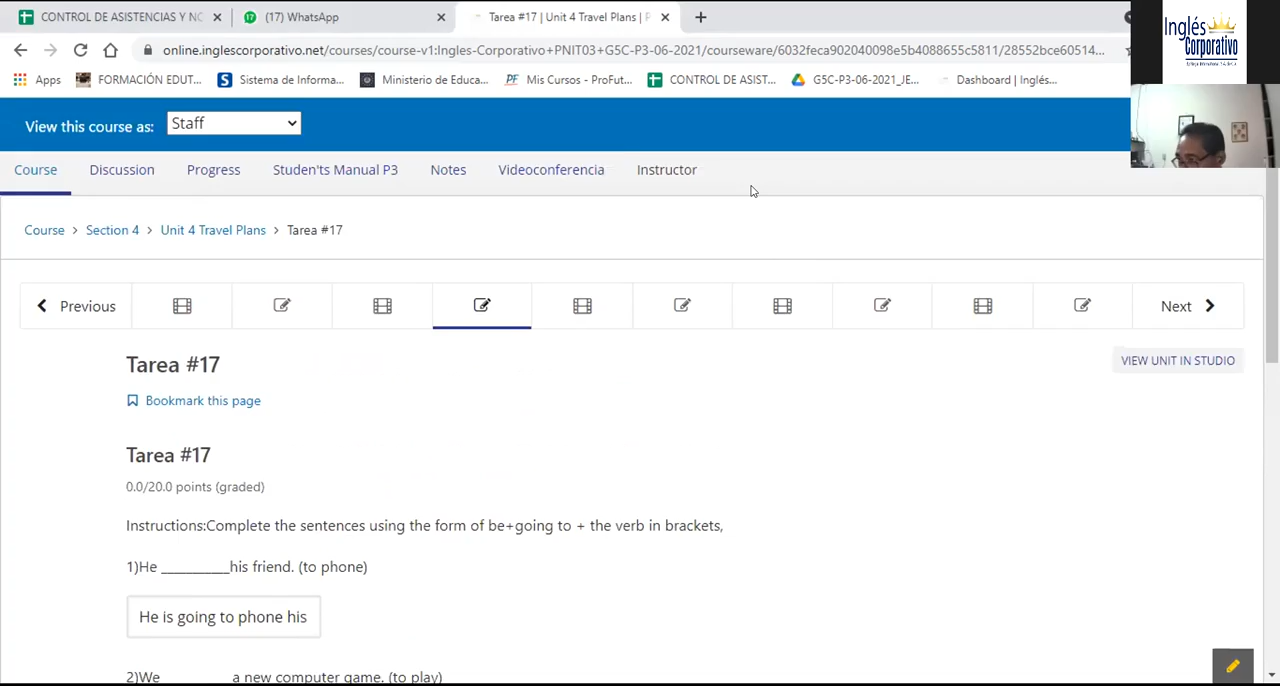 CONTROL DE ASISTENCIAS Y NO
(17) WhatsApp
Tarea #17 | Unit 4 Travel Plans | P
online.inglescorporativo.net/courses/course-v1:Ingles-Corporativo+PNIT03+G5C-P3-06-2021/courseware/6032feca902040098e5b4088655c5811/28552bce60514...
Apps
FORMACIÓN EDUT...
Sistema de Informa...
Ministerio de Educa...
Mis Cursos - ProFut...
CONTROL DE ASIST...
G5C-P3-06-2021_JE...
Dashboard | Inglés...
Inglés
Corporativo
View this course as:
Staff
Course
Discussion
Progress
Studen'ts Manual P3
Notes
Videoconferencia
Instructor
Course > Section 4 > Unit 4 Travel Plans > Tarea #17
Previous
Next
Tarea #17
VIEW UNIT IN STUDIO
Bookmark this page
Tarea #17
0.0/20.0 points (graded)
Instructions:Complete the sentences using the form of be+going to + the verb in brackets,
1)He __________his friend. (to phone)
He is going to phone his
2)We __________ a new computer game. (to play)